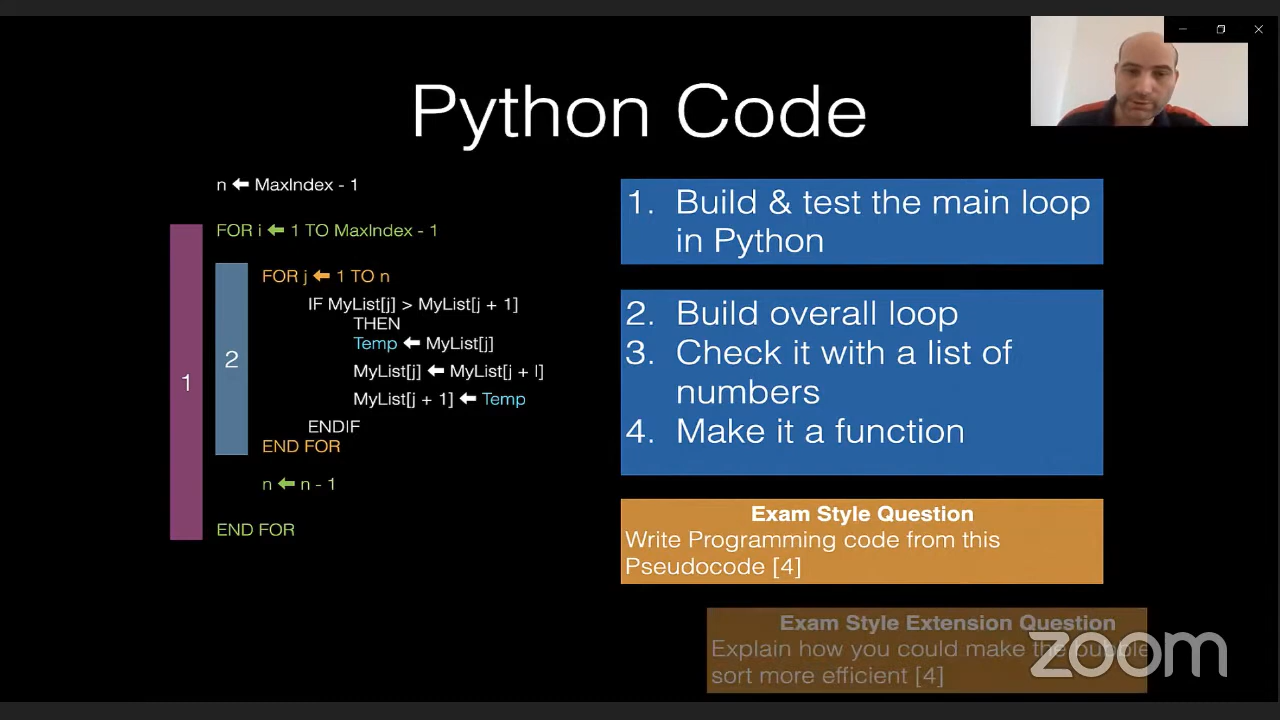 Python Code
n ← MaxIndex - 1
FOR i ← 1 TO MaxIndex - 1
FOR j ← 1 TO n
IF MyList[j] > MyList[j + 1]
THEN
Temp ← MyList[j]
MyList[j] ← MyList[j + l]
MyList[j + 1] ← Temp
ENDIF
END FOR
n ← n - 1
END FOR
1
2
1. Build & test the main loop
in Python
2. Build overall loop
3. Check it with a list of
numbers
4. Make it a function
Exam Style Question
Write Programming code from this
Pseudocode [4]
Exam Style Extension Question
Explain how you could make the bubble
sort more efficient [4]
zoom